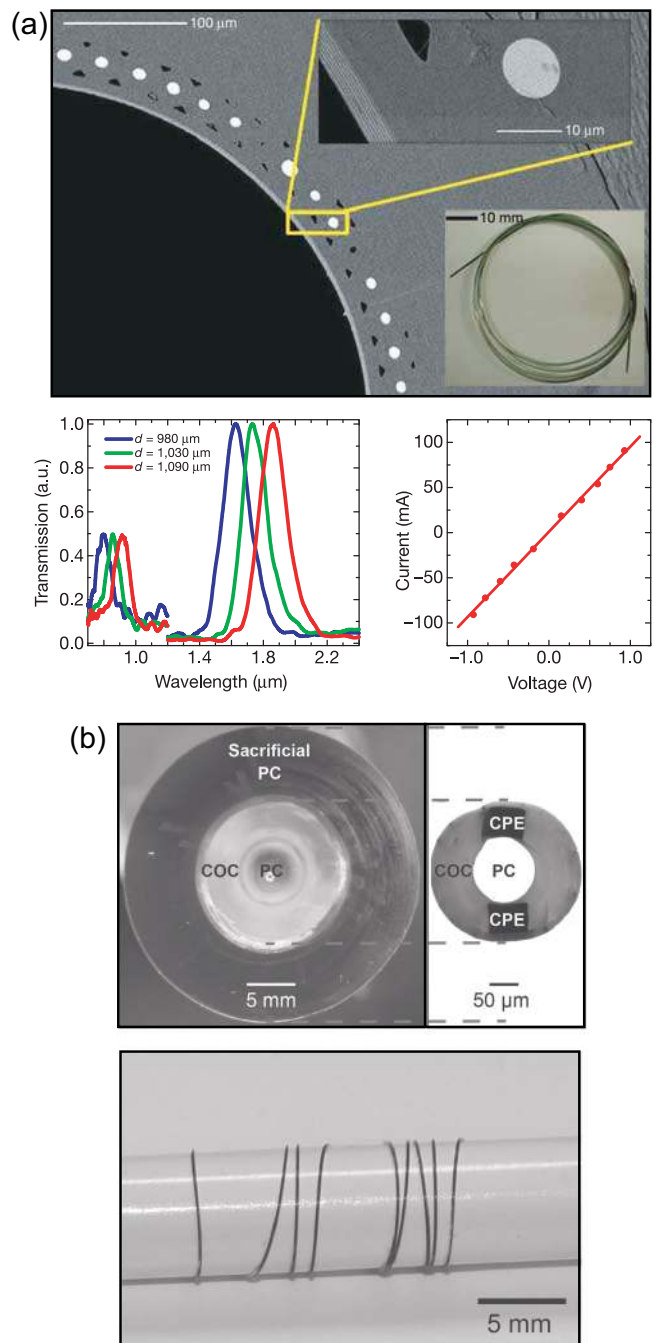 (a)
100 μm
10 μm
10 mm
1.0
0.8
0.6
0.4
0.2
0.0
Transmission (a.u.)
d = 980 μm
d = 1,030 μm
d = 1,090 μm
1.0 1.4 1.8 2.2
Wavelength (μm)
100
50
0
−50
−100
Current (mA)
−1.0 0.0 1.0
Voltage (V)
(b)
Sacrificial
PC
COC
PC
5 mm
CPE
COC
PC
CPE
50 μm
5 mm